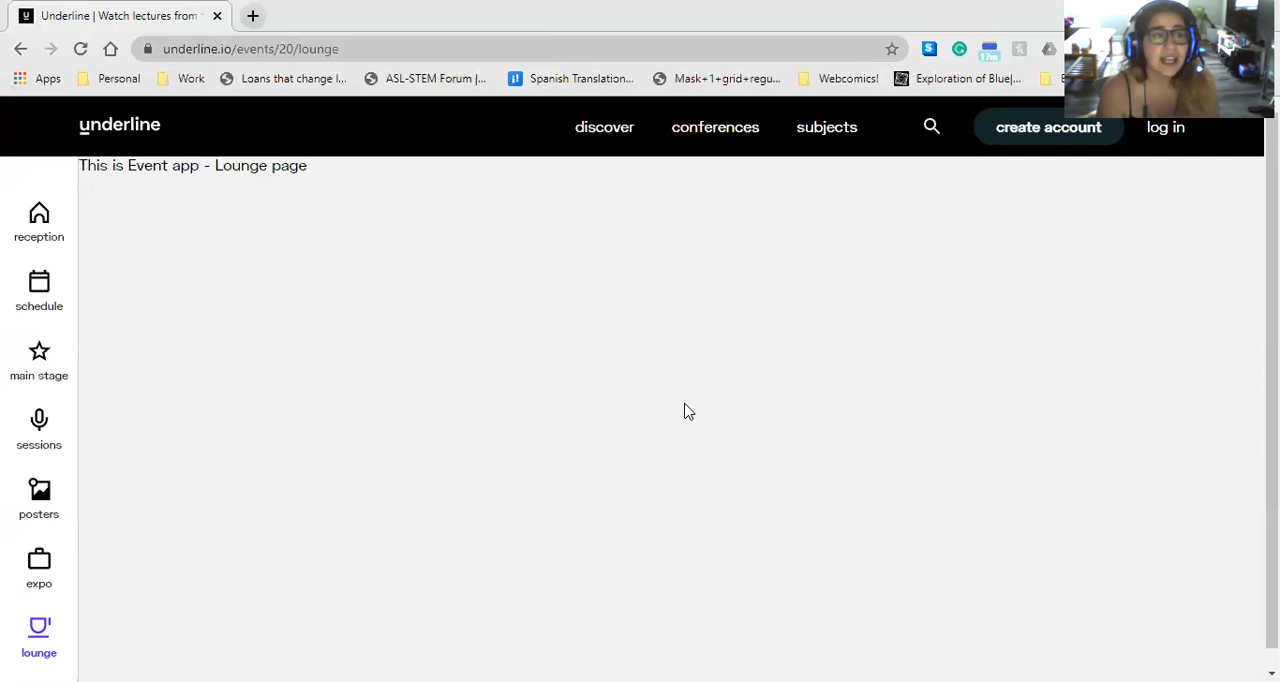 Underline | Watch lectures from
underline.io/events/20/lounge
17m
Apps Personal Work Loans that change l... ASL-STEM Forum |... Spanish Translation... Mask+1+grid+regu... Webcomics! Exploration of Blue|...
underline discover conferences subjects create account log in
This is Event app - Lounge page
reception
schedule
main stage
sessions
posters
expo
lounge